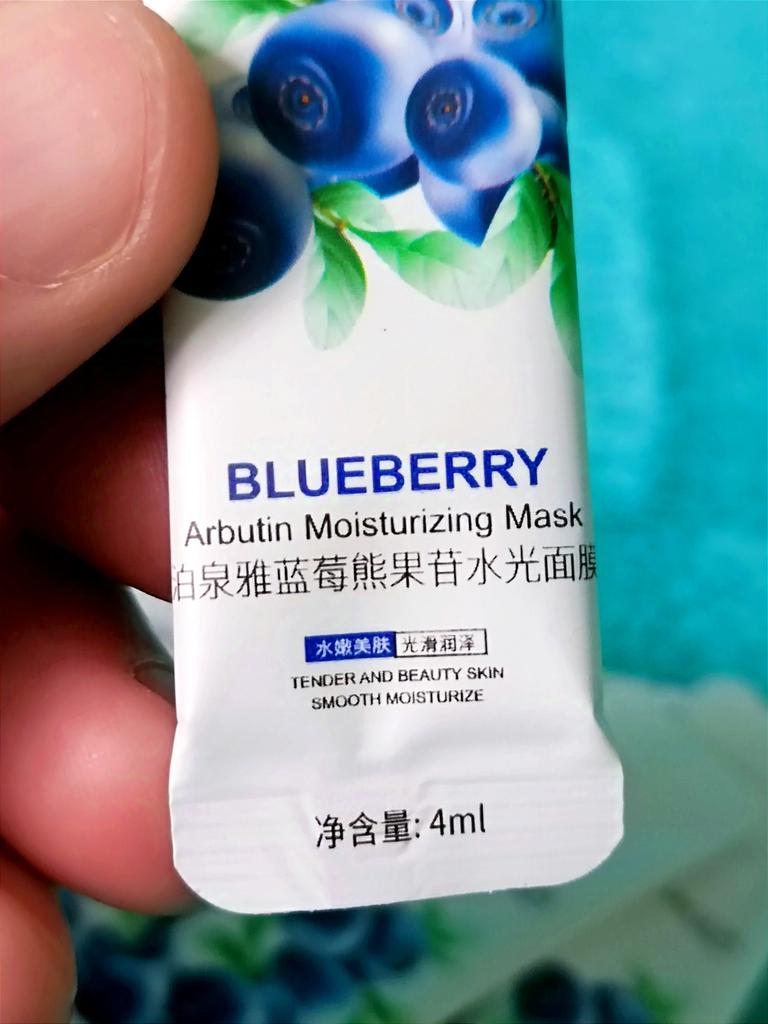 BLUEBERRY
Arbutin Moisturizing Mask
泊泉雅蓝莓熊果苷水光面膜
水嫩美肤 光滑润泽
TENDER AND BEAUTY SKIN
SMOOTH MOISTURIZE
净含量: 4ml